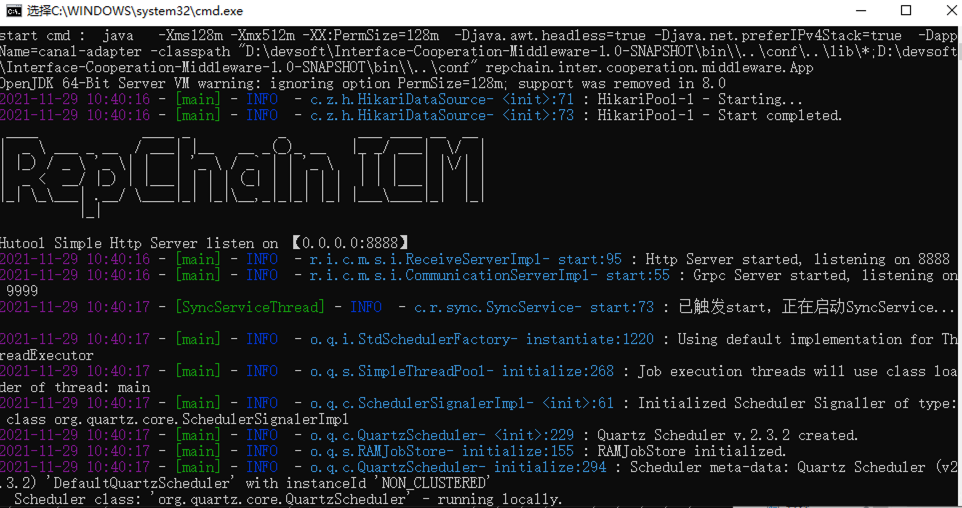 选择C:\WINDOWS\system32\cmd.exe
start cmd :  java   -Xms128m -Xmx512m -XX:PermSize=128m  -Djava.awt.headless=true -Djava.net.preferIPv4Stack=true  -Dapp
Name=canal-adapter -classpath "D:\devsoft\Interface-Cooperation-Middleware-1.0-SNAPSHOT\bin\\..\conf\..\lib\*;D:\devsoft
\Interface-Cooperation-Middleware-1.0-SNAPSHOT\bin\\..\conf" repchain.inter.cooperation.middleware.App
OpenJDK 64-Bit Server VM warning: ignoring option PermSize=128m; support was removed in 8.0
2021-11-29 10:40:16 - [main] - INFO  - c.z.h.HikariDataSource- <init>:71 : HikariPool-1 - Starting...
2021-11-29 10:40:16 - [main] - INFO  - c.z.h.HikariDataSource- <init>:73 : HikariPool-1 - Start completed.
RepChain ICM
Hutool Simple Http Server listen on 【0.0.0.0:8888】
2021-11-29 10:40:16 - [main] - INFO  - r.i.c.m.s.i.ReceiveServerImpl- start:95 : Http Server started, listening on 8888
2021-11-29 10:40:16 - [main] - INFO  - r.i.c.m.s.i.CommunicationServerImpl- start:55 : Grpc Server started, listening on
 9999
2021-11-29 10:40:17 - [SyncServiceThread] - INFO  - c.r.sync.SyncService- start:73 : 已触发start，正在启动SyncService...
2021-11-29 10:40:17 - [main] - INFO  - o.q.i.StdSchedulerFactory- instantiate:1220 : Using default implementation for Th
readExecutor
2021-11-29 10:40:17 - [main] - INFO  - o.q.s.SimpleThreadPool- initialize:268 : Job execution threads will use class loa
der of thread: main
2021-11-29 10:40:17 - [main] - INFO  - o.q.c.SchedulerSignalerImpl- <init>:61 : Initialized Scheduler Signaller of type:
 class org.quartz.core.SchedulerSignalerImpl
2021-11-29 10:40:17 - [main] - INFO  - o.q.c.QuartzScheduler- <init>:229 : Quartz Scheduler v.2.3.2 created.
2021-11-29 10:40:17 - [main] - INFO  - o.q.s.RAMJobStore- initialize:155 : RAMJobStore initialized.
2021-11-29 10:40:17 - [main] - INFO  - o.q.c.QuartzScheduler- initialize:294 : Scheduler meta-data: Quartz Scheduler (v2
.3.2) 'DefaultQuartzScheduler' with instanceId 'NON_CLUSTERED'
  Scheduler class: 'org.quartz.core.QuartzScheduler' - running locally.